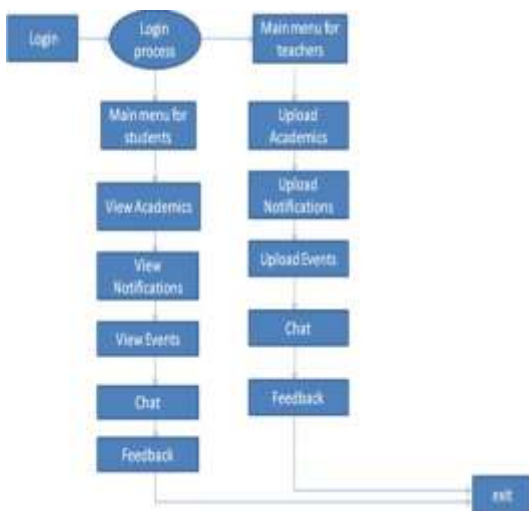 Login
Login
process
Main menu for
teachers
Main menu for
students
Upload
Academics
View Academics
Upload
Notifications
View
Notifications
Upload Events
View Events
Chat
Chat
Feedback
Feedback
exit